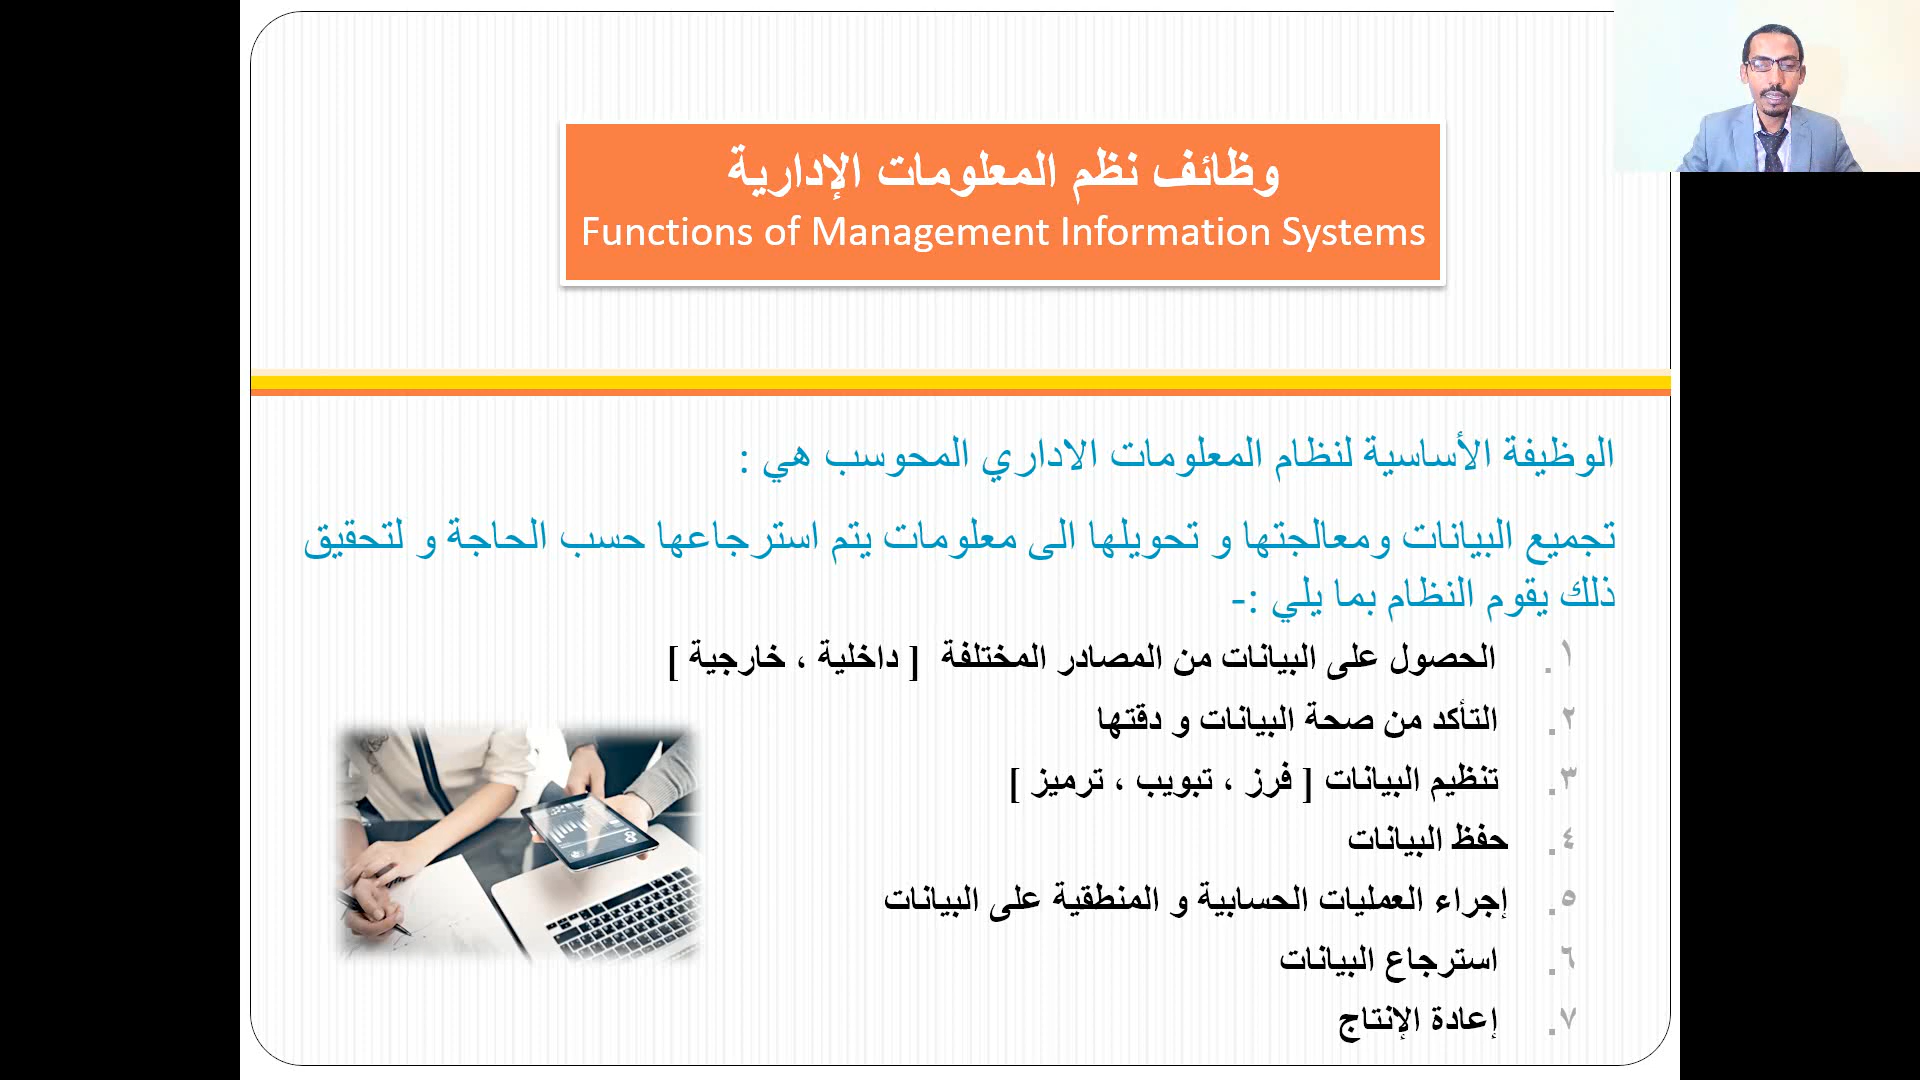 وظائف نظم المعلومات الإدارية
Functions of Management Information Systems
الوظيفة الأساسية لنظام المعلومات الاداري المحوسب هي :
تجميع البيانات ومعالجتها و تحويلها الى معلومات يتم استرجاعها حسب الحاجة و لتحقيق
ذلك يقوم النظام بما يلي :-
١. الحصول على البيانات من المصادر المختلفة [ داخلية ، خارجية ]
٢. التأكد من صحة البيانات و دقتها
٣. تنظيم البيانات [ فرز ، تبويب ، ترميز ]
٤. حفظ البيانات
٥. إجراء العمليات الحسابية و المنطقية على البيانات
٦. استرجاع البيانات
٧. إعادة الإنتاج